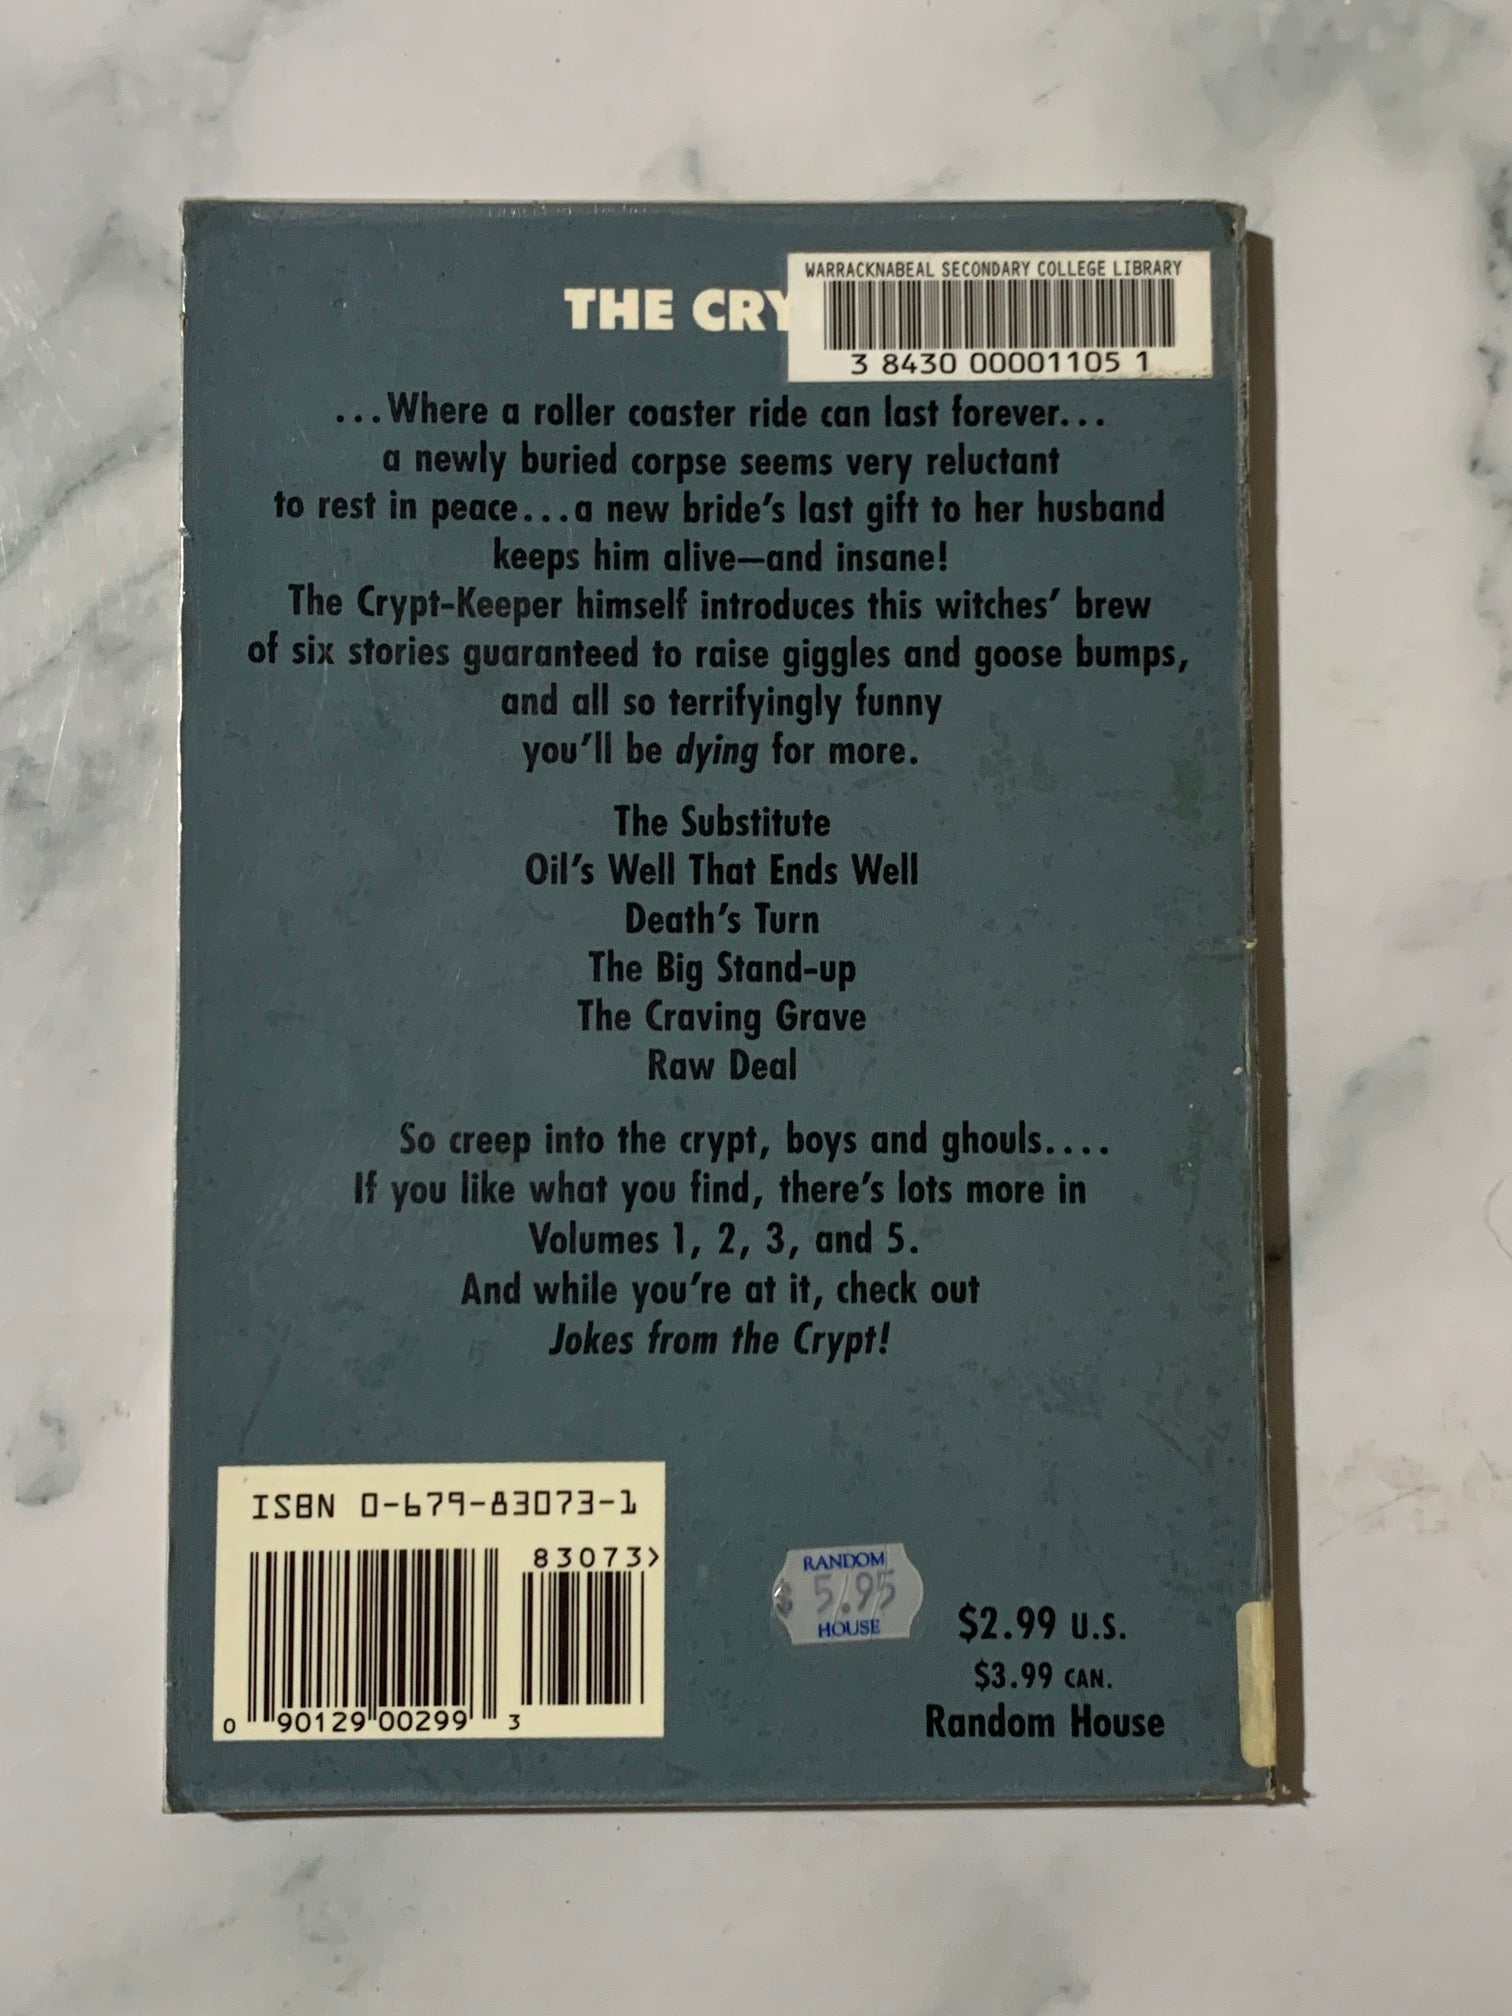 WARRACKNABEAL SECONDARY COLLEGE LIBRARY
3 8430 00001105 1
THE CRY
...Where a roller coaster ride can last forever...
a newly buried corpse seems very reluctant
to rest in peace...a new bride's last gift to her husband
keeps him alive—and insane!
The Crypt-Keeper himself introduces this witches' brew
of six stories guaranteed to raise giggles and goose bumps,
and all so terrifyingly funny
you'll be dying for more.
The Substitute
Oil's Well That Ends Well
Death's Turn
The Big Stand-up
The Craving Grave
Raw Deal
So creep into the crypt, boys and ghouls....
If you like what you find, there's lots more in
Volumes 1, 2, 3, and 5.
And while you're at it, check out
Jokes from the Crypt!
ISBN 0-679-83073-1
83073>
0 90129 00299 3
RANDOM
$ 5.95
HOUSE
$2.99 U.S.
$3.99 CAN.
Random House